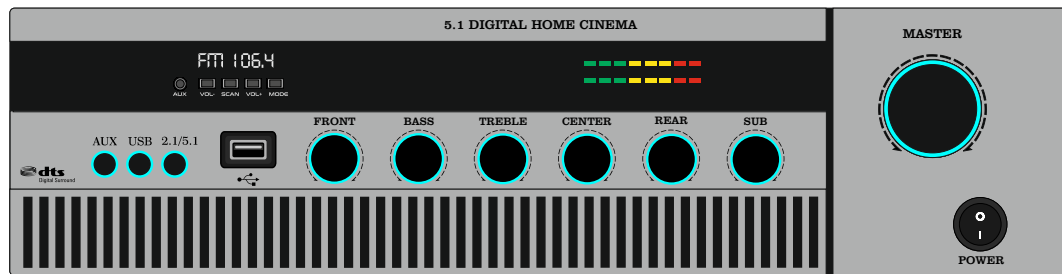 5.1 DIGITAL HOME CINEMA
MASTER
FM 106.4
AUX VOL- SCAN VOL+ MODE
FRONT BASS TREBLE CENTER REAR SUB
AUX USB 2.1/5.1
dts
Digital Surround
POWER